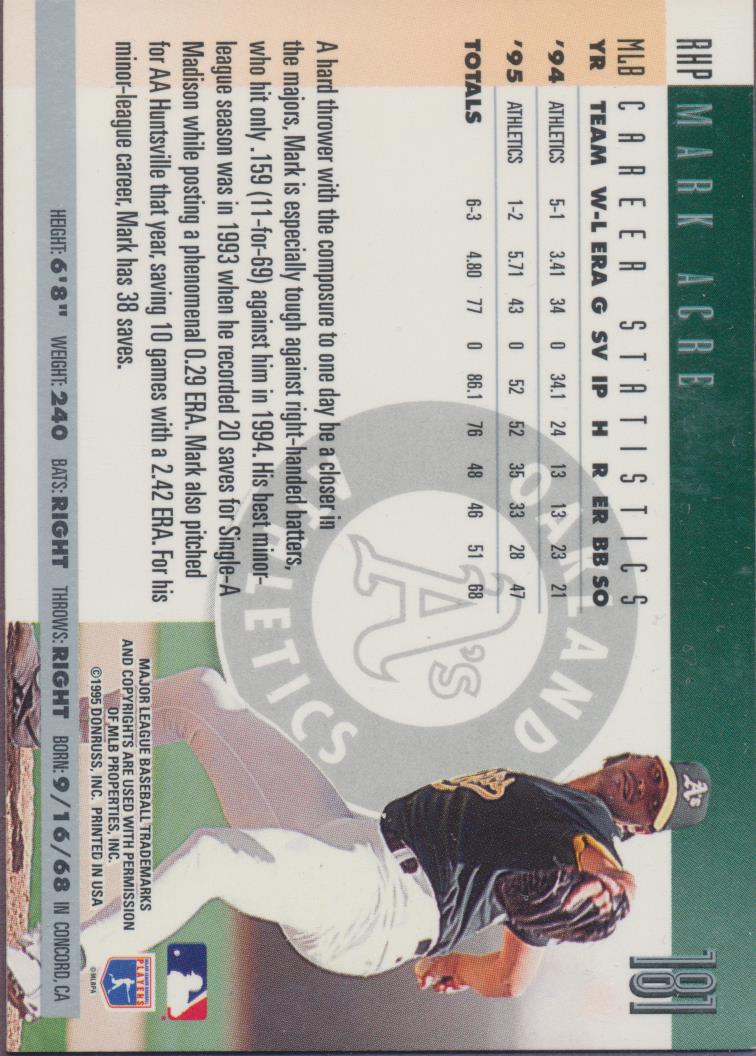 RHP MARK ACRE 181
MLB CAREER STATISTICS
YR TEAM W-L ERA G SV IP H R ER BB SO
'94 ATHLETICS 5-1 3.41 34 0 34.1 24 13 13 23 21
'95 ATHLETICS 1-2 5.71 43 0 52 52 35 33 28 47
TOTALS 6-3 4.80 77 0 86.1 76 48 46 51 68
A hard thrower with the composure to one day be a closer in
the majors, Mark is especially tough against right-handed batters,
who hit only .159 (11-for-69) against him in 1994. His best minor-
league season was in 1993 when he recorded 20 saves for Single-A
Madison while posting a phenomenal 0.29 ERA. Mark also pitched
for AA Huntsville that year, saving 10 games with a 2.42 ERA. For his
minor-league career, Mark has 38 saves.
OAKLAND
A's
ATHLETICS
A's
MAJOR LEAGUE BASEBALL TRADEMARKS
AND COPYRIGHTS ARE USED WITH PERMISSION
OF MLB PROPERTIES, INC.
©1995 DONRUSS, INC. PRINTED IN USA
MAJOR LEAGUE BASEBALL
PLAYERS
©MLBPA
HEIGHT: 6'8" WEIGHT: 240 BATS: RIGHT THROWS: RIGHT BORN: 9/16/68 IN CONCORD, CA